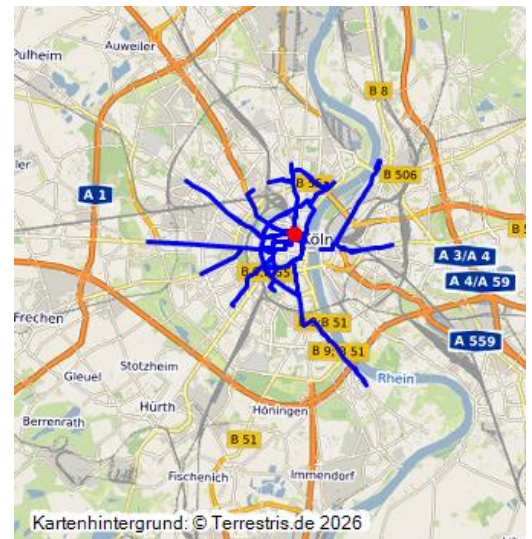 Auweiler
Pulheim
B 8
B 55a
B 506
A 1
Köln
A 3/A 4
A 4/A 59
B 51
Frechen
A 559
B 9; B 51
Stotzheim
Gleuel
Rhein
Hürth
Höningen
Berrenrath
B 51
Fischenich
Immendorf
Kartenhintergrund: © Terrestris.de 2026